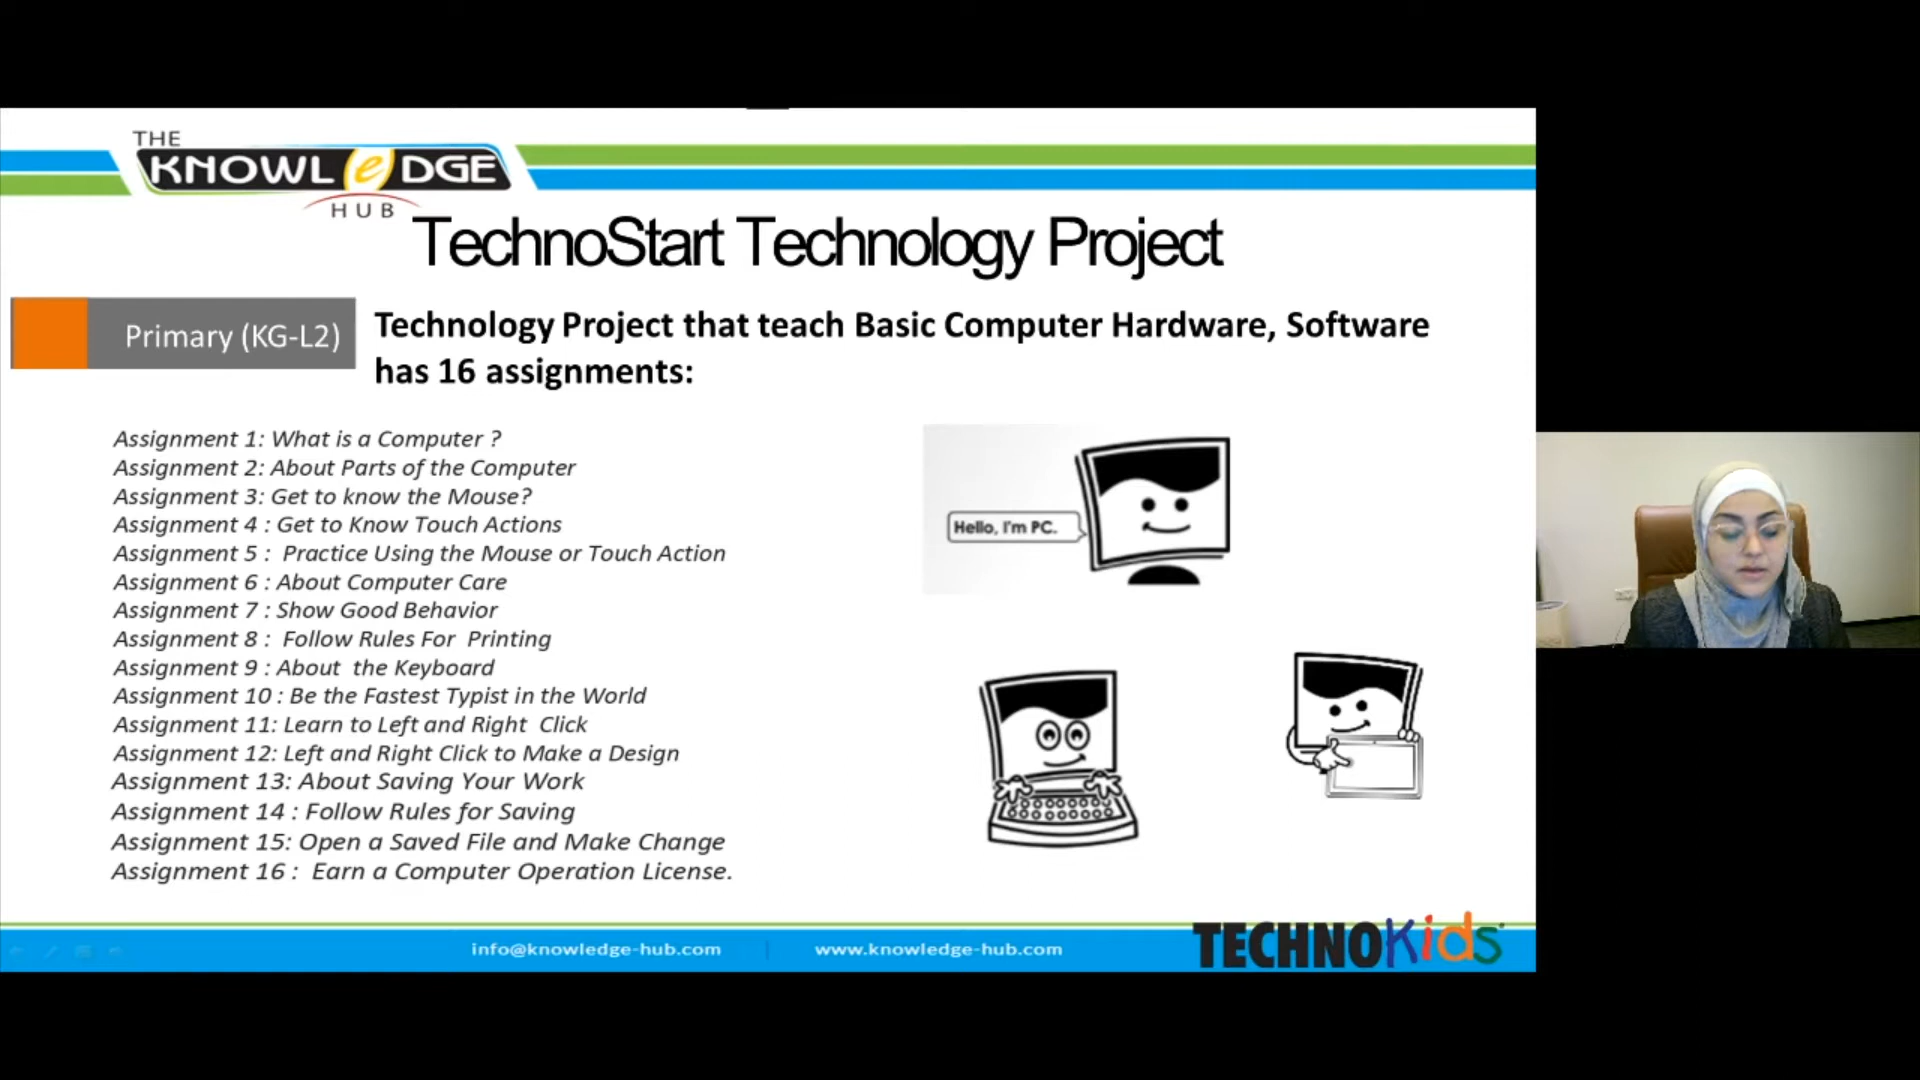 THE
KNOWLeDGE
HUB
TechnoStart Technology Project
Primary (KG-L2)
Technology Project that teach Basic Computer Hardware, Software
has 16 assignments:
Assignment 1: What is a Computer ?
Assignment 2: About Parts of the Computer
Assignment 3: Get to know the Mouse?
Assignment 4 : Get to Know Touch Actions
Assignment 5 : Practice Using the Mouse or Touch Action
Assignment 6 : About Computer Care
Assignment 7 : Show Good Behavior
Assignment 8 : Follow Rules For Printing
Assignment 9 : About the Keyboard
Assignment 10 : Be the Fastest Typist in the World
Assignment 11: Learn to Left and Right Click
Assignment 12: Left and Right Click to Make a Design
Assignment 13: About Saving Your Work
Assignment 14 : Follow Rules for Saving
Assignment 15: Open a Saved File and Make Change
Assignment 16 : Earn a Computer Operation License.
Hello, I'm PC.
info@knowledge-hub.com | www.knowledge-hub.com
TECHNOKids